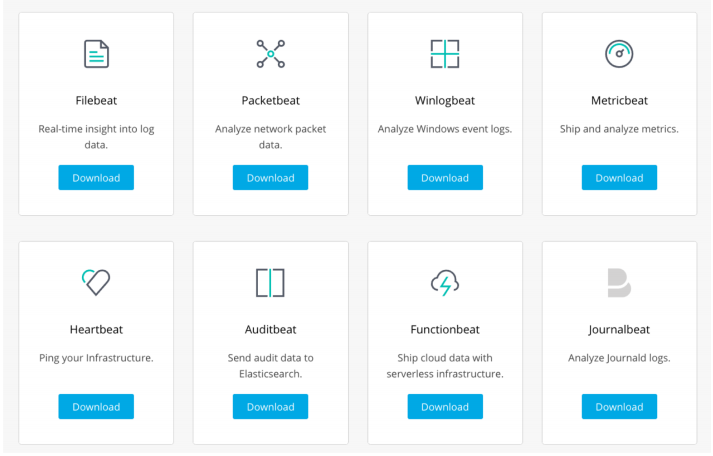 Filebeat
Real-time insight into log
data.
Download
Packetbeat
Analyze network packet
data.
Download
Winlogbeat
Analyze Windows event logs.
Download
Metricbeat
Ship and analyze metrics.
Download
Heartbeat
Ping your Infrastructure.
Download
Auditbeat
Send audit data to
Elasticsearch.
Download
Functionbeat
Ship cloud data with
serverless infrastructure.
Download
Journalbeat
Analyze Journald logs.
Download